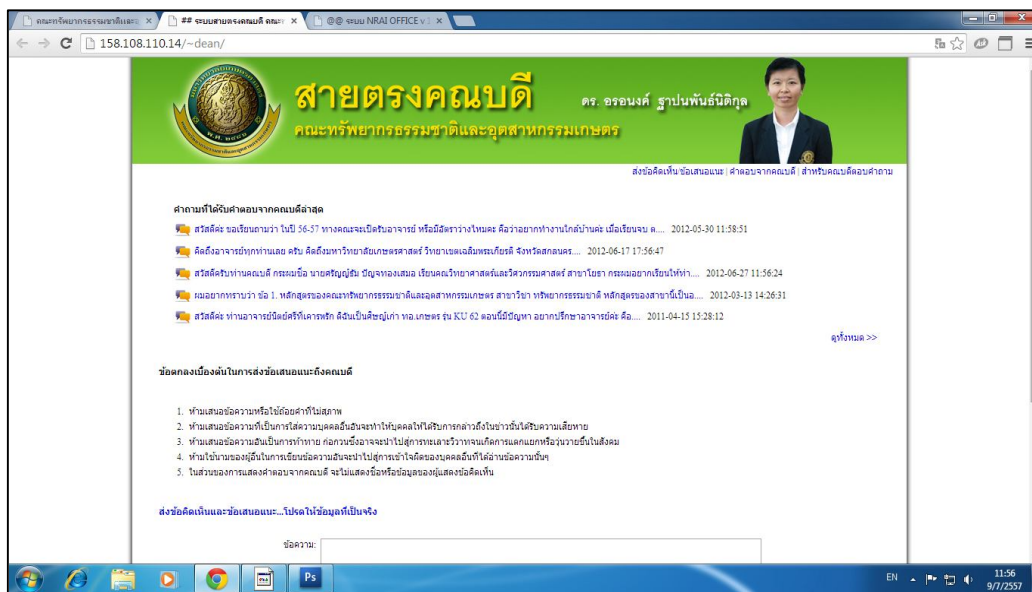 คณะทรัพยากรธรรมชาติและอุ
## ระบบสายตรงคณบดี คณะท
@@ ระบบ NRAI OFFICE v
158.108.110.14/~dean/
สายตรงคณบดี
ดร. อรอนงค์ ฐาปนพันธ์นิติกุล
คณะทรัพยากรธรรมชาติและอุตสาหกรรมเกษตร
ส่งข้อคิดเห็น/ข้อเสนอแนะ | คำตอบจากคณบดี | สำหรับคณบดีตอบคำถาม
คำถามที่ได้รับคำตอบจากคณบดีล่าสุด
สวัสดีค่ะ ขอเรียนถามว่า ในปี 56-57 ทางคณะจะเปิดรับอาจารย์ หรือมีอัตราว่างไหมคะ คือว่าอยากทำงานใกล้บ้านค่ะ เมื่อเรียนจบ ด.... 2012-05-30 11:58:51
คิดถึงอาจารย์ทุกท่านเลย ครับ คิดถึงมหาวิทยาลัยเกษตรศาสตร์ วิทยาเขตเฉลิมพระเกียรติ จังหวัดสกลนคร.... 2012-06-17 17:56:47
สวัสดีครับท่านคณบดี กระผมชื่อ นายศรัญญ์ธัม ปัญจทองเสมอ เรียนคณวิทยาศาสตร์และวิศวกรรมศาสตร์ สาขาโยธา กระผมอยากเรียนให้ท่า.... 2012-06-27 11:56:24
ผมอยากทราบว่า ข้อ 1. หลักสูตรของคณะทรัพยากรธรรมชาติและอุตสาหกรรมเกษตร สาขาวิชา ทรัพยากรธรรมชาติ หลักสูตรของสาขานี้เป็นอ.... 2012-03-13 14:26:31
สวัสดีค่ะ ท่านอาจารย์นิตย์ศรีที่เคารพรัก ดิฉันเป็นศิษญ์เก่า ทอ.เกษตร รุ่น KU 62 ตอนนี้มีปัญหา อยากปรึกษาอาจารย์ค่ะ คือ.... 2011-04-15 15:28:12
ดูทั้งหมด >>
ข้อตกลงเบื้องต้นในการส่งข้อเสนอแนะถึงคณบดี
1. ห้ามเสนอข้อความหรือใช้ถ้อยคำที่ไม่สุภาพ
2. ห้ามเสนอข้อความที่เป็นการใส่ความบุคคลอื่นอันจะทำให้บุคคลให้ได้รับการกล่าวถึงในข่าวนั้นได้รับความเสียหาย
3. ห้ามเสนอข้อความอันเป็นการท้าทาย ก่อกวนซึ่งอาจจะนำไปสู่การทะเลาะวิวาทจนเกิดการแตกแยกหรือวุ่นวายขึ้นในสังคม
4. ห้ามใช้นามของผู้อื่นในการเขียนข้อความอันจะนำไปสู่การเข้าใจผิดของบุคคลอื่นที่ได้อ่านข้อความนั้นๆ
5. ในส่วนของการแสดงคำตอบจากคณบดี จะไม่แสดงชื่อหรือข้อมูลของผู้แสดงข้อคิดเห็น
ส่งข้อคิดเห็นและข้อเสนอแนะ...โปรดให้ข้อมูลที่เป็นจริง
ข้อความ:
Ps
EN
11:56
9/7/2557